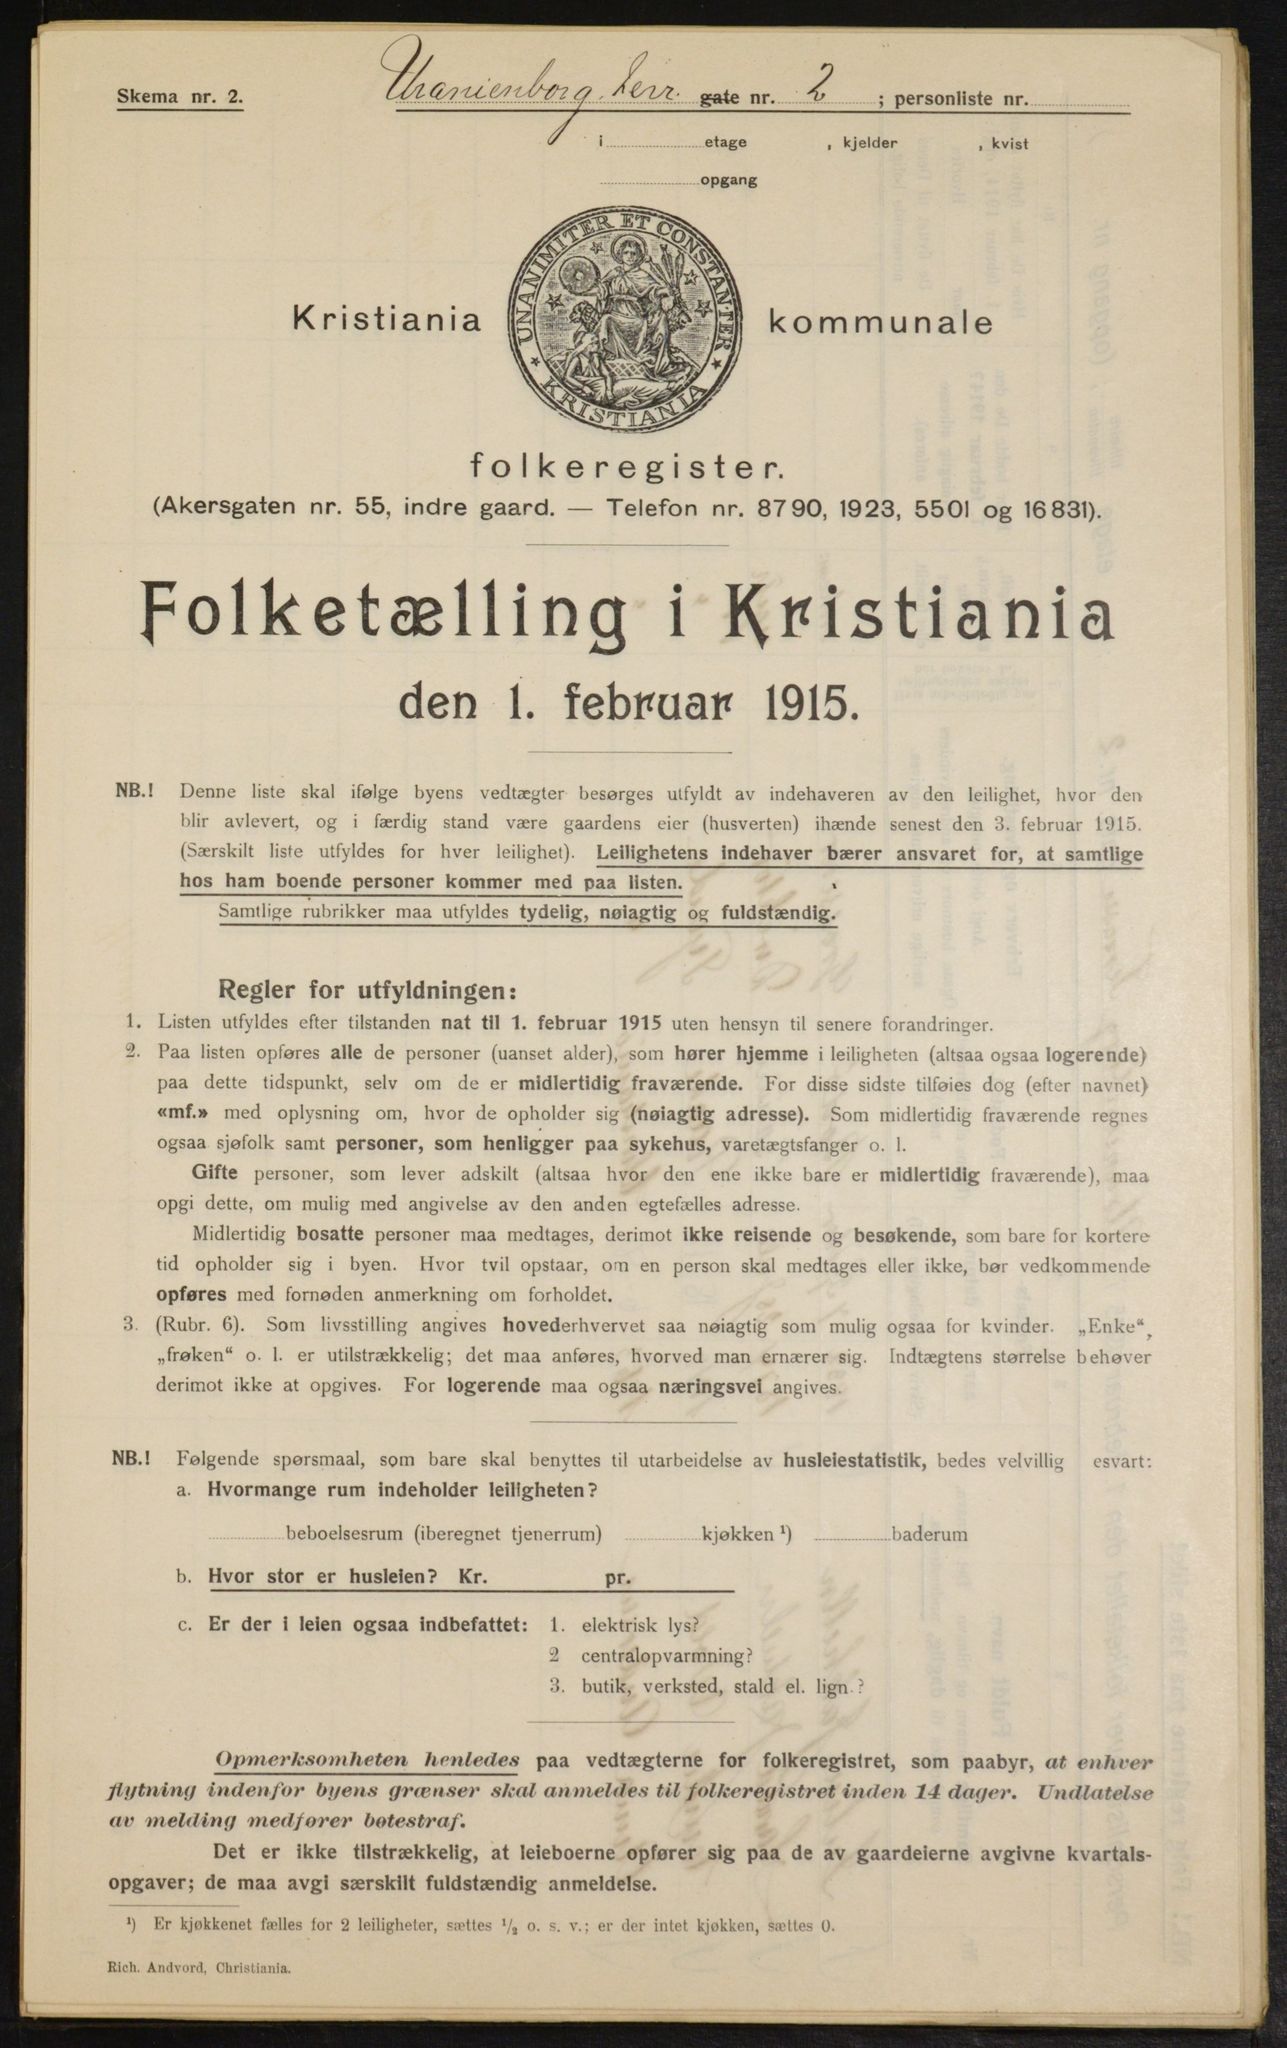 Skema nr. 2.
Uranienborg Terr. gate nr. 2 ; personliste nr.
i etage , kjelder , kvist
opgang
UNANIMITER ET CONSTANTER
KRISTIANIA
Kristiania kommunale
folkeregister.
(Akersgaten nr. 55, indre gaard. — Telefon nr. 8790, 1923, 5501 og 16831).
Folketælling i Kristiania
den 1. februar 1915.
NB.! Denne liste skal ifølge byens vedtægter besørges utfyldt av indehaveren av den leilighet, hvor den
blir avlevert, og i færdig stand være gaardens eier (husverten) ihænde senest den 3. februar 1915.
(Særskilt liste utfyldes for hver leilighet). Leilighetens indehaver bærer ansvaret for, at samtlige
hos ham boende personer kommer med paa listen.
Samtlige rubrikker maa utfyldes tydelig, nøiagtig og fuldstændig.
Regler for utfyldningen:
1. Listen utfyldes efter tilstanden nat til 1. februar 1915 uten hensyn til senere forandringer.
2. Paa listen opføres alle de personer (uanset alder), som hører hjemme i leiligheten (altsaa ogsaa logerende)
paa dette tidspunkt, selv om de er midlertidig fraværende. For disse sidste tilføies dog (efter navnet)
«mf.» med oplysning om, hvor de opholder sig (nøiagtig adresse). Som midlertidig fraværende regnes
ogsaa sjøfolk samt personer, som henligger paa sykehus, varetægtsfanger o. l.
Gifte personer, som lever adskilt (altsaa hvor den ene ikke bare er midlertidig fraværende), maa
opgi dette, om mulig med angivelse av den anden egtefælles adresse.
Midlertidig bosatte personer maa medtages, derimot ikke reisende og besøkende, som bare for kortere
tid opholder sig i byen. Hvor tvil opstaar, om en person skal medtages eller ikke, bør vedkommende
opføres med fornøden anmerkning om forholdet.
3. (Rubr. 6). Som livsstilling angives hovederhvervet saa nøiagtig som mulig ogsaa for kvinder. „Enke“,
„frøken“ o. l. er utilstrækkelig; det maa anføres, hvorved man ernærer sig. Indtægtens størrelse behøver
derimot ikke at opgives. For logerende maa ogsaa næringsvei angives.
NB.! Følgende spørsmaal, som bare skal benyttes til utarbeidelse av husleiestatistik, bedes velvillig esvart:
a. Hvormange rum indeholder leiligheten?
beboelsesrum (iberegnet tjenerrum) kjøkken ¹) baderum
b. Hvor stor er husleien? Kr. pr.
c. Er der i leien ogsaa indbefattet: 1. elektrisk lys?
2 centralopvarmning?
3. butik, verksted, stald el. lign.?
Opmerksomheten henledes paa vedtægterne for folkeregistret, som paabyr, at enhver
flytning indenfor byens grænser skal anmeldes til folkeregistret inden 14 dager. Undlatelse
av melding medfører bøtestraf.
Det er ikke tilstrækkelig, at leieboerne opfører sig paa de av gaardeierne avgivne kvartals-
opgaver; de maa avgi særskilt fuldstændig anmeldelse.
¹) Er kjøkkenet fælles for 2 leiligheter, sættes ½ o. s. v.; er der intet kjøkken, sættes 0.
Rich. Andvord, Christiania.